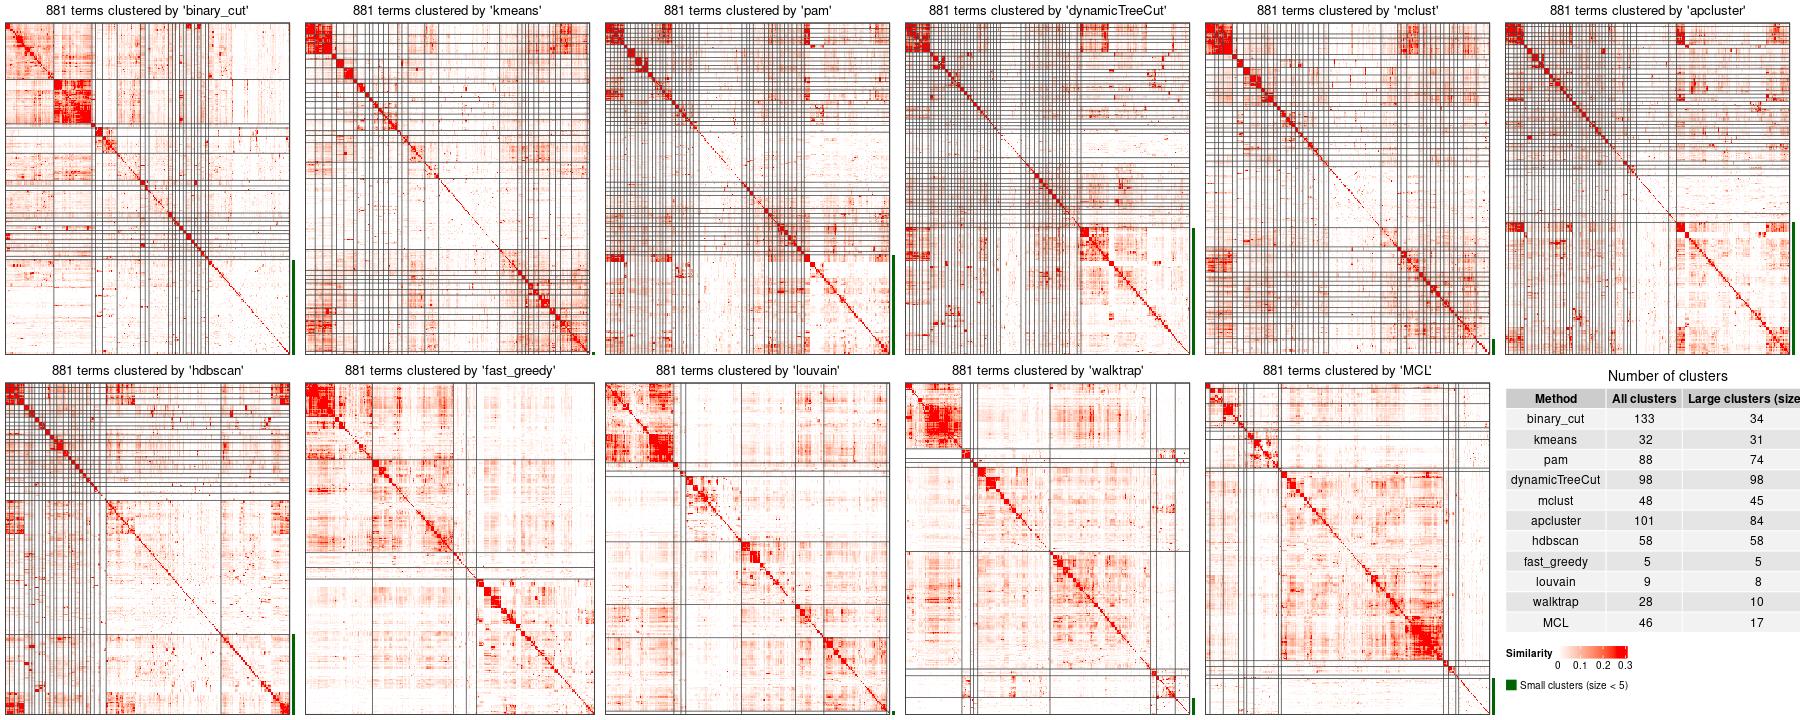 881 terms clustered by 'binary_cut'
881 terms clustered by 'kmeans'
881 terms clustered by 'pam'
881 terms clustered by 'dynamicTreeCut'
881 terms clustered by 'mclust'
881 terms clustered by 'apcluster'
881 terms clustered by 'hdbscan'
881 terms clustered by 'fast_greedy'
881 terms clustered by 'louvain'
881 terms clustered by 'walktrap'
881 terms clustered by 'MCL'
Number of clusters
Method All clusters Large clusters (size
binary_cut 133 34
kmeans 32 31
pam 88 74
dynamicTreeCut 98 98
mclust 48 45
apcluster 101 84
hdbscan 58 58
fast_greedy 5 5
louvain 9 8
walktrap 28 10
MCL 46 17
Similarity
0 0.1 0.2 0.3
Small clusters (size < 5)